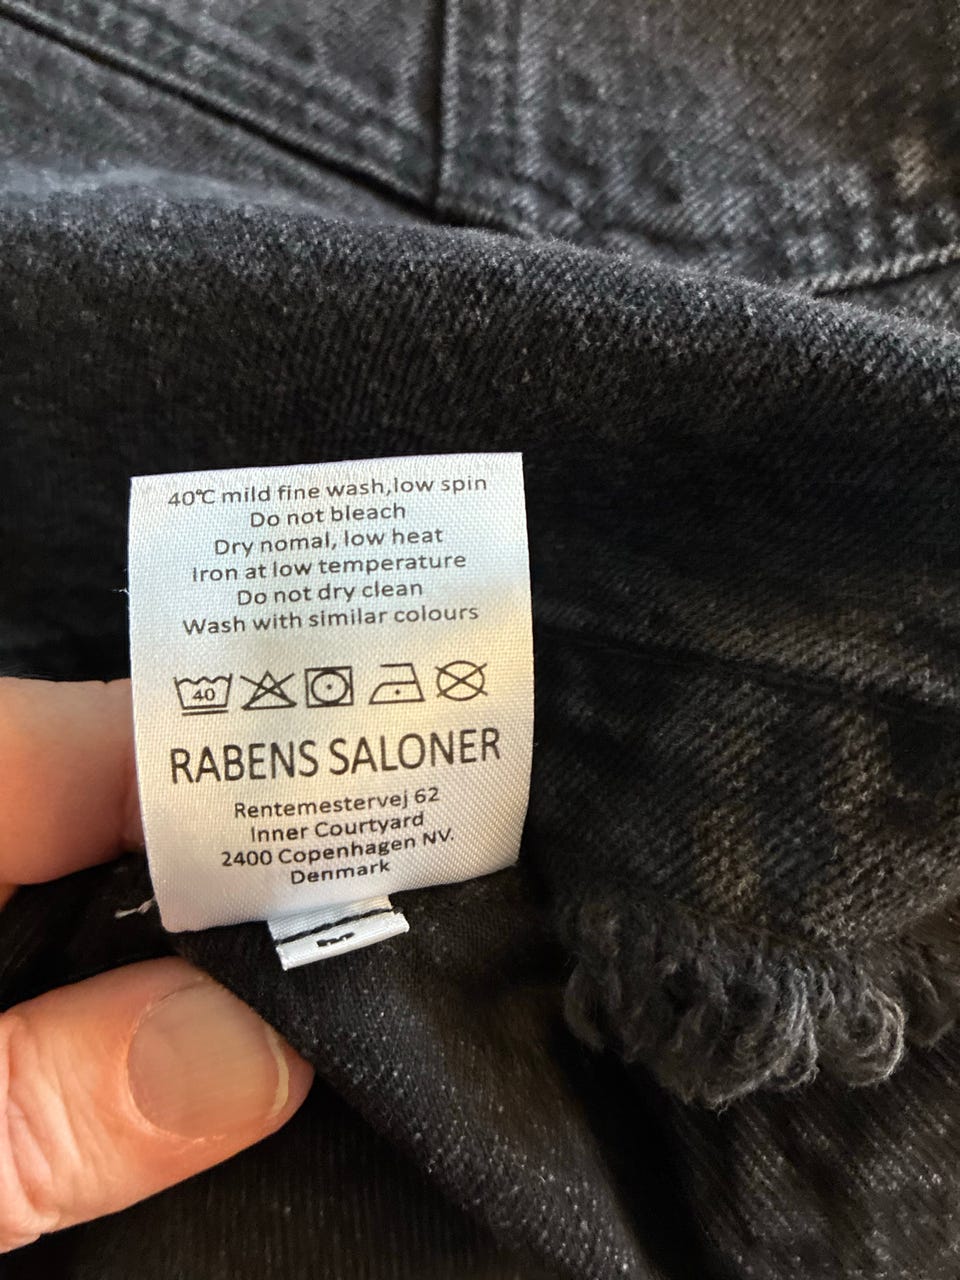 40℃ mild fine wash,low spin
Do not bleach
Dry nomal, low heat
Iron at low temperature
Do not dry clean
Wash with similar colours
40
RABENS SALONER
Rentemestervej 62
Inner Courtyard
2400 Copenhagen NV.
Denmark